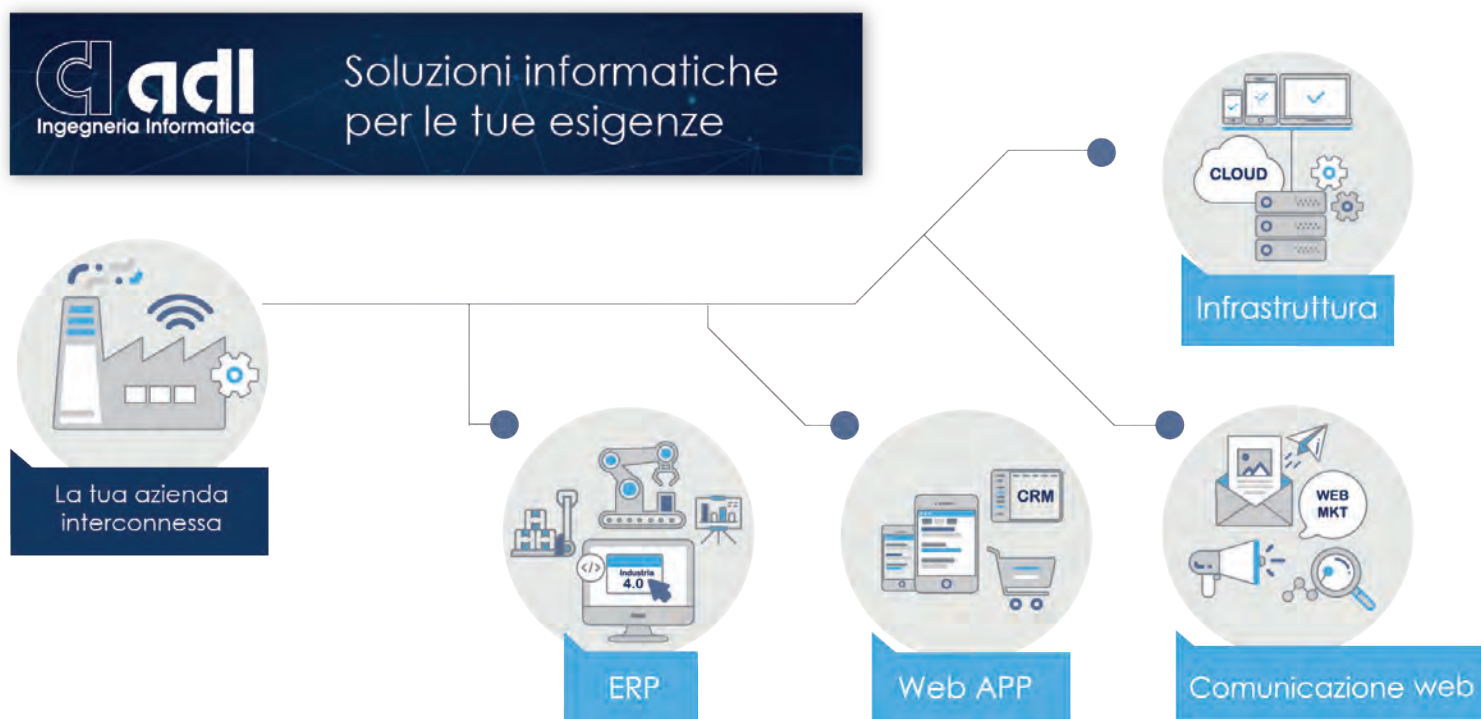 adl
Ingegneria Informatica
Soluzioni informatiche
per le tue esigenze
CLOUD
Infrastruttura
La tua azienda
interconnessa
</>
Industria
4.0
ERP
CRM
Web APP
WEB
MKT
i
Comunicazione web